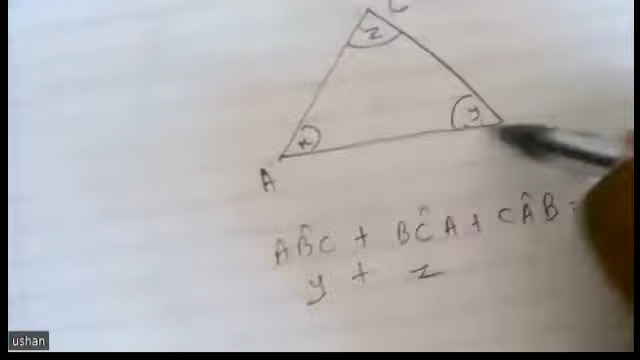 C
z
x
y
A
AB̂C + BĈA + CÂB =
y + z
ushan